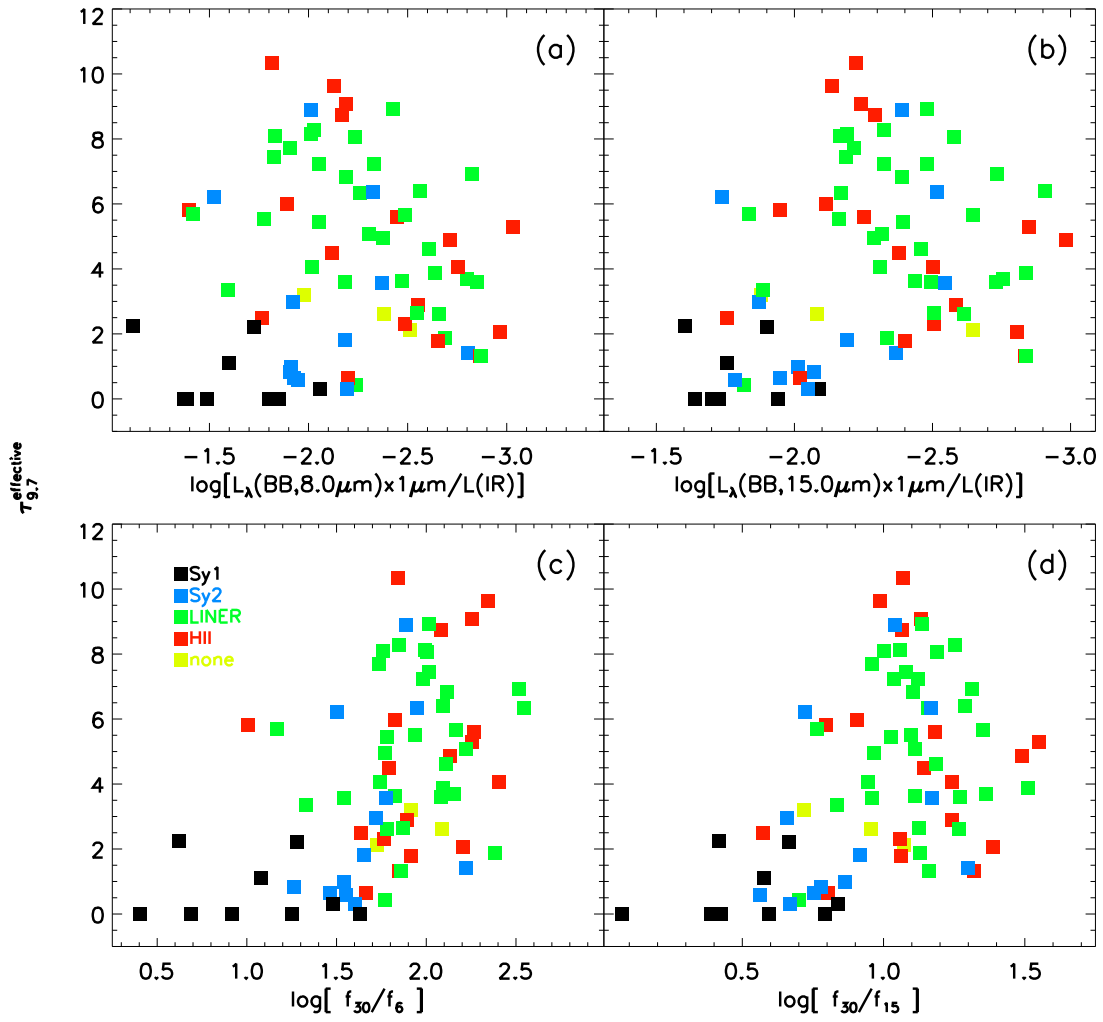 12
10
8
6
4
2
0
(a)
(b)
−1.5 −2.0 −2.5 −3.0
−1.5 −2.0 −2.5 −3.0
log[Lλ(BB,8.0μm)×1μm/L(IR)]
log[Lλ(BB,15.0μm)×1μm/L(IR)]
τ9.7effective
12
10
8
6
4
2
0
(c)
(d)
Sy1
Sy2
LINER
HII
none
0.5 1.0 1.5 2.0 2.5
0.5 1.0 1.5
log[ f30/f6 ]
log[ f30/f15 ]